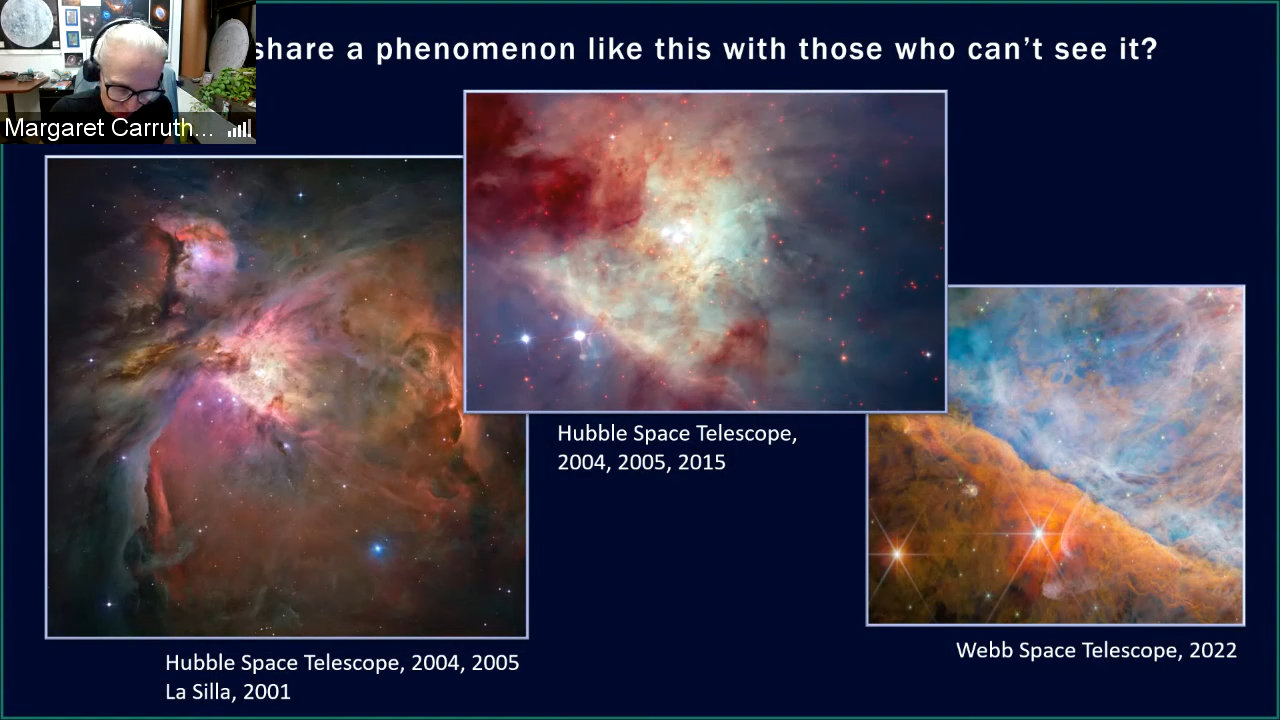 share a phenomenon like this with those who can’t see it?
Margaret Carruth...
Hubble Space Telescope,
2004, 2005, 2015
Hubble Space Telescope, 2004, 2005
La Silla, 2001
Webb Space Telescope, 2022